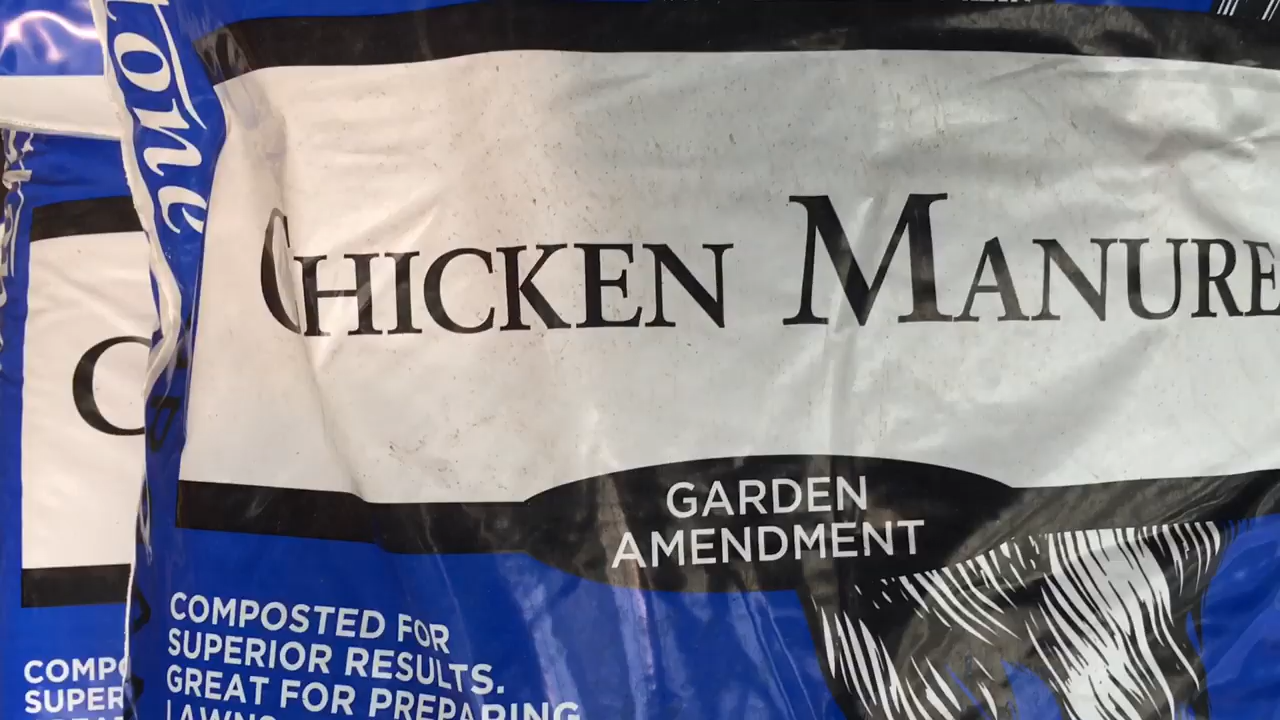 CHICKEN MANURE
GARDEN
AMENDMENT
COMPOSTED FOR
SUPERIOR RESULTS.
GREAT FOR PREPARING